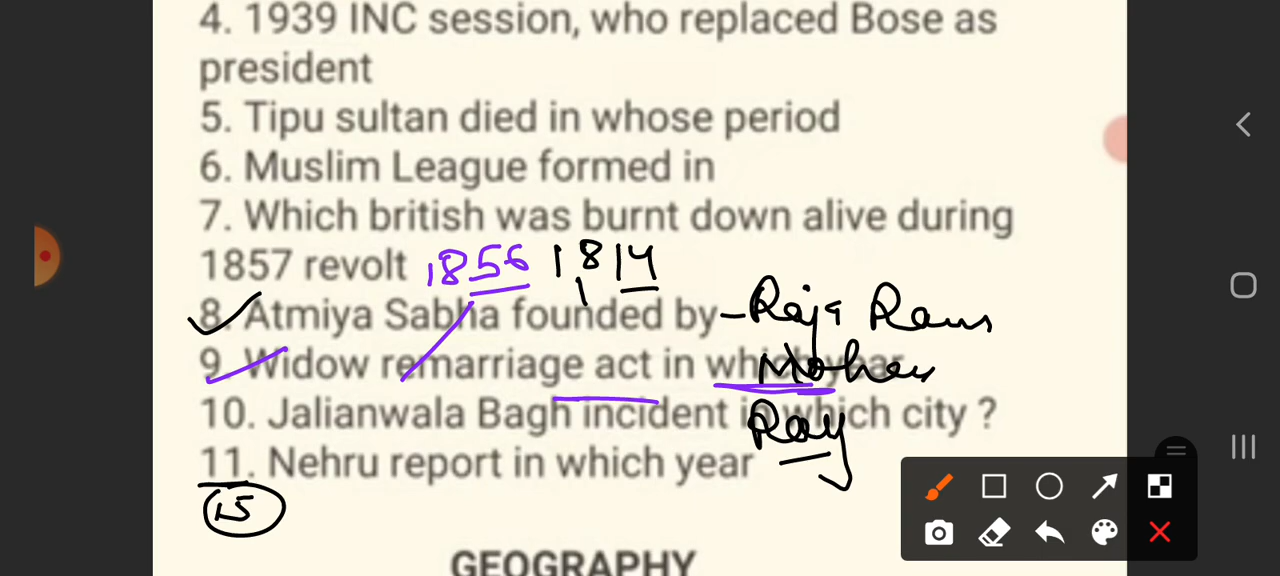 4. 1939 INC session, who replaced Bose as
president
5. Tipu sultan died in whose period
6. Muslim League formed in
7. Which british was burnt down alive during
1857 revolt 1856 1814
8. Atmiya Sabha founded by - Raja Ram
9. Widow remarriage act in which year
Mohan
10. Jalianwala Bagh incident in which city ?
Roy
11. Nehru report in which year
15
GEOGRAPHY